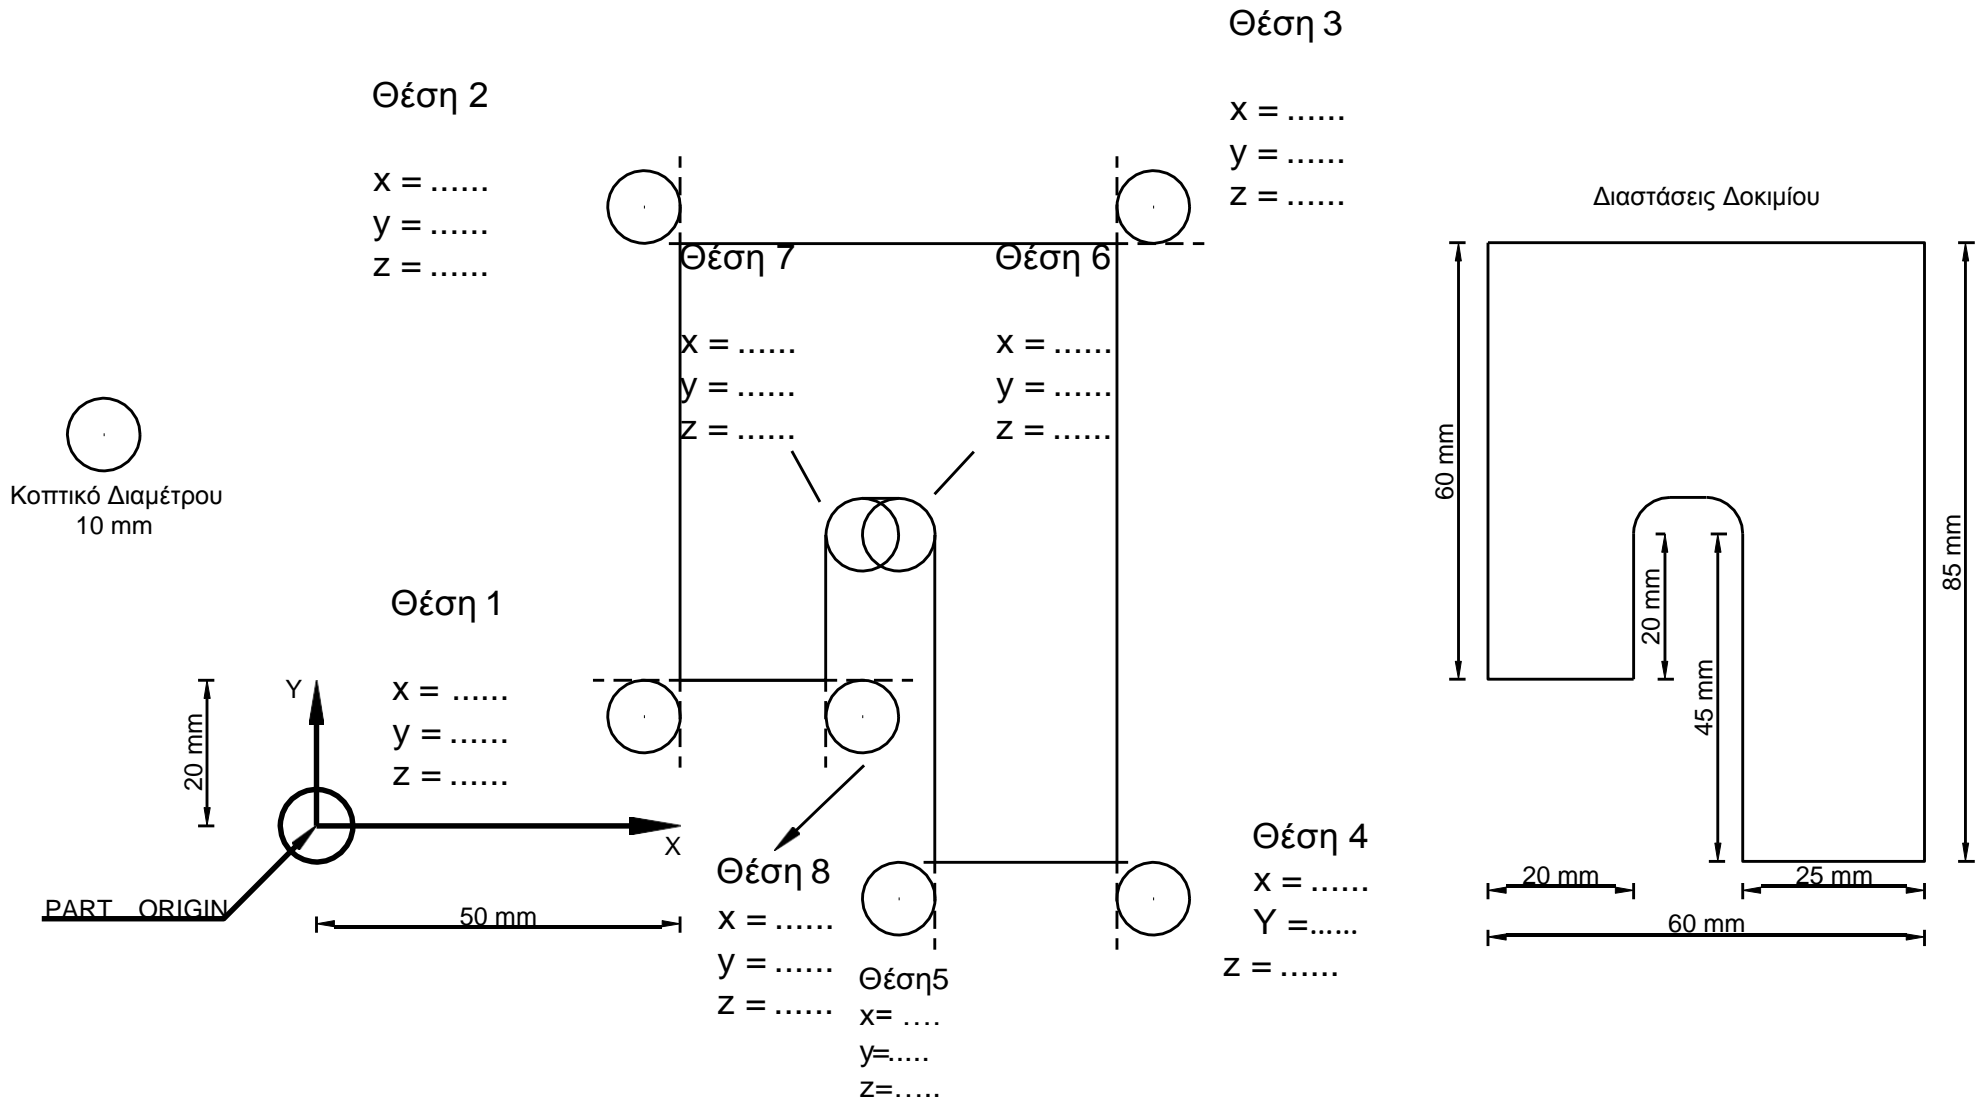 Θέση 3
x = ......
y = ......
z = ......
Θέση 2
x = ......
y = ......
z = ......
Διαστάσεις Δοκιμίου
Θέση 7
x = ......
y = ......
z = ......
Θέση 6
x = ......
y = ......
z = ......
Κοπτικό Διαμέτρου
10 mm
60 mm
85 mm
20 mm
45 mm
20 mm
25 mm
60 mm
Θέση 1
x = ......
y = ......
z = ......
Y
20 mm
X
PART ORIGIN
50 mm
Θέση 8
x = ......
y = ......
z = ......
Θέση5
x= ....
y=.....
z=.....
Θέση 4
x = ......
Y =......
z = ......